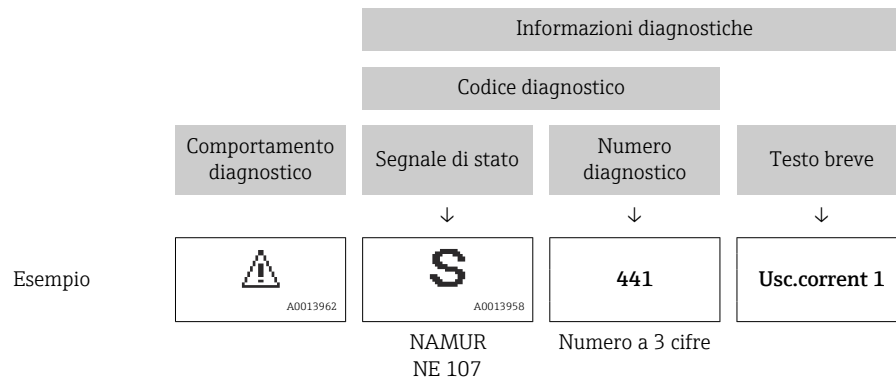 Informazioni diagnostiche
Codice diagnostico
Comportamento
diagnostico
Segnale di stato
Numero
diagnostico
Testo breve
↓ ↓ ↓
Esempio
A0013962
S
A0013958
441
Usc.corrent 1
NAMUR
NE 107
Numero a 3 cifre